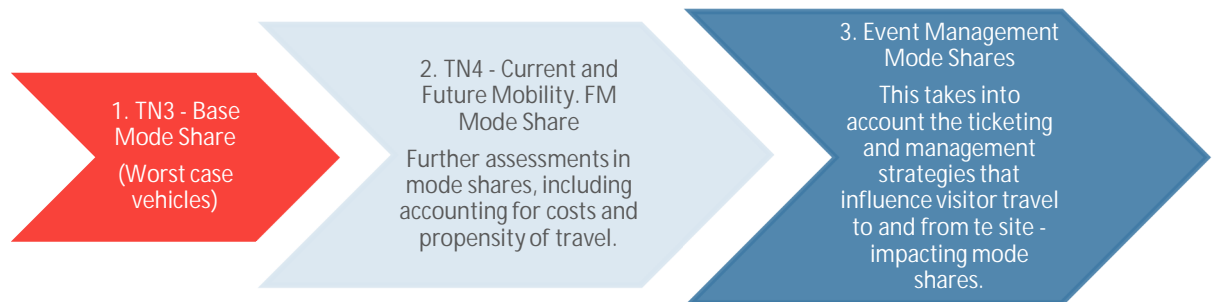 1. TN3 - Base
Mode Share
(Worst case
vehicles)
2. TN4 - Current and
Future Mobility. FM
Mode Share
Further assessments in
mode shares, including
accounting for costs and
propensity of travel.
3. Event Management
Mode Shares
This takes into
account the ticketing
and management
strategies that
influence visitor travel
to and from te site -
impacting mode
shares.